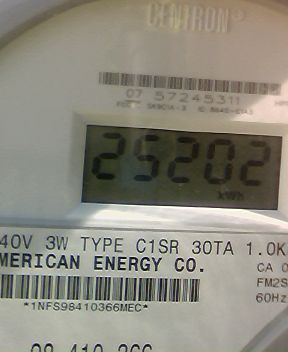 CENTRON®
07 57245311
25202
kWh
40V 3W TYPE C1SR 30TA 1.0K
MERICAN ENERGY CO.
CA 0
FM2S
60Hz
*1NFS98410366MEC*